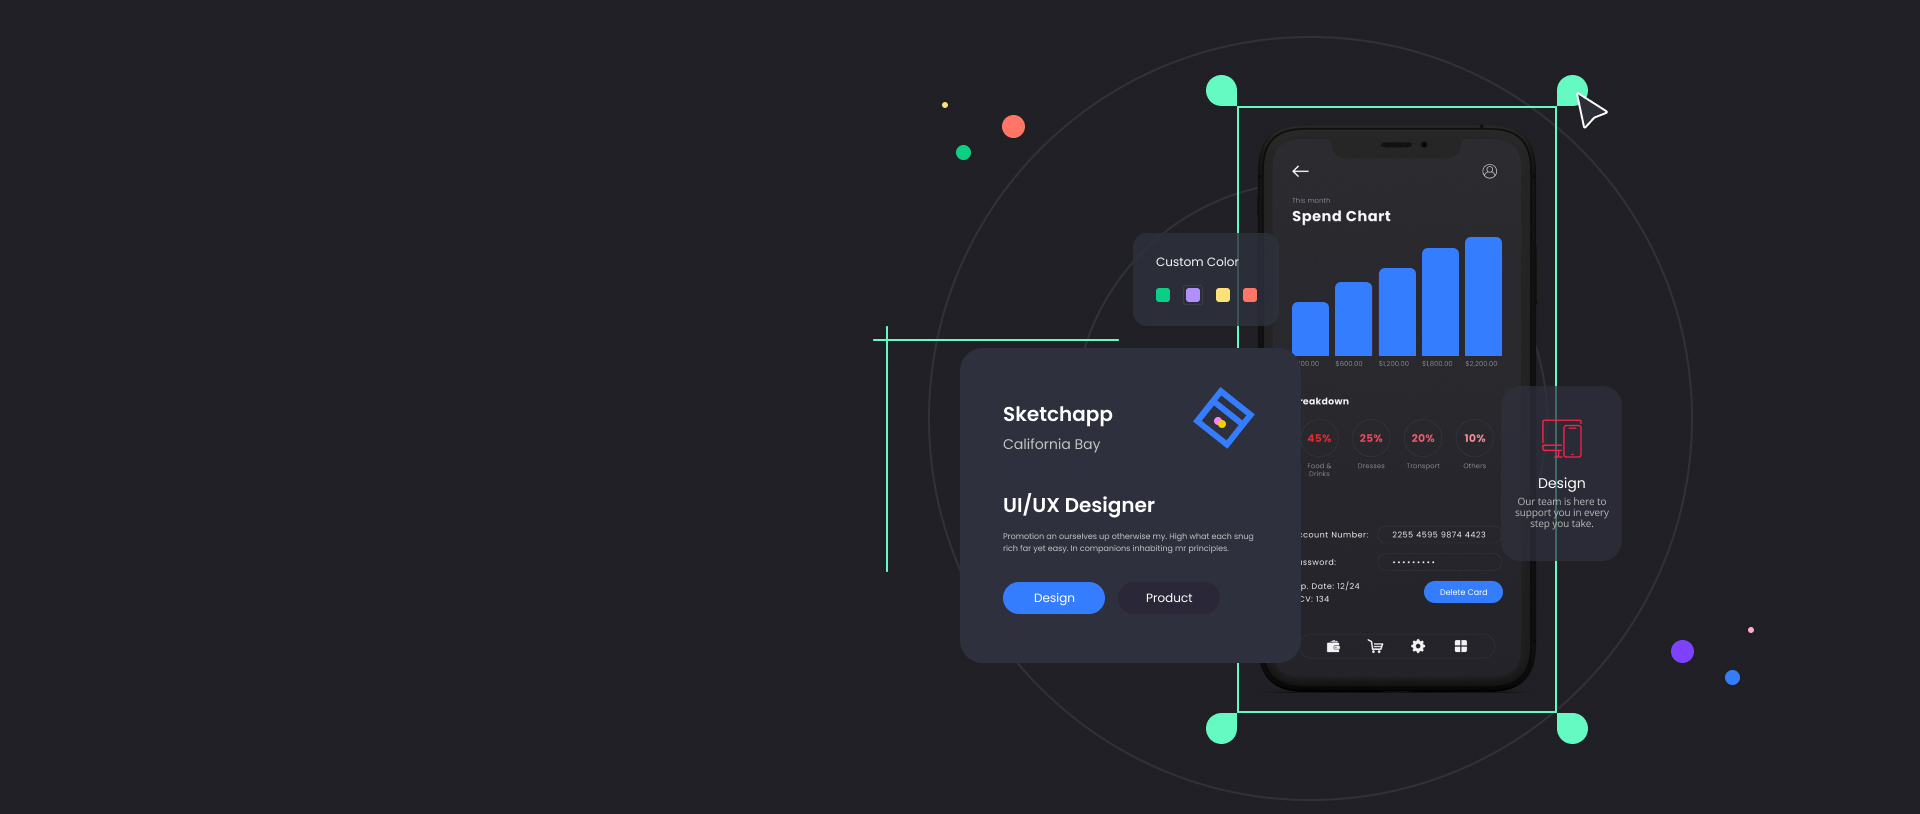 This month
Spend Chart
Custom Color
00.00 $600.00 $1,200.00 $1,800.00 $2,200.00
Sketchapp
California Bay
UI/UX Designer
Promotion an ourselves up otherwise my. High what each snug
rich far yet easy. In companions inhabiting mr principles.
Design Product
reakdown
45% 25% 20% 10%
Food & Dresses Transport Others
Drinks
ccount Number: 2255 4595 9874 4423
ssword: •••••••••
p. Date: 12/24
CV: 134
Delete Card
Design
Our team is here to
support you in every
step you take.